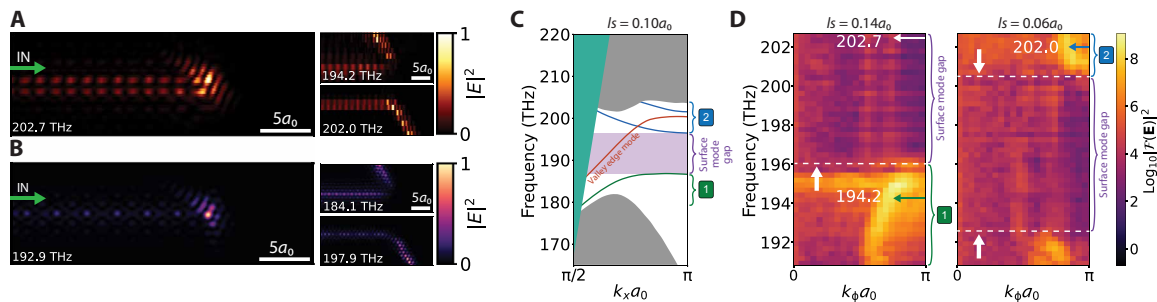 A
IN
202.7 THz
5a₀
194.2 THz
5a₀
202.0 THz
1
0
|E|²
B
IN
192.9 THz
5a₀
184.1 THz
197.9 THz
1
0
|E|²
C
ls = 0.10a₀
Frequency (THz)
220
210
200
190
180
170
Valley edge mode
Surface mode gap
2
1
π/2
π
kₓa₀
D
ls = 0.14a₀
Frequency (THz)
202
200
198
196
194
192
202.7
194.2
Surface mode gap
1
0
π
k_ϕa₀
ls = 0.06a₀
202.0
2
Surface mode gap
0
π
k_ϕa₀
8
6
4
2
0
Log₁₀|𝓕(E)|²